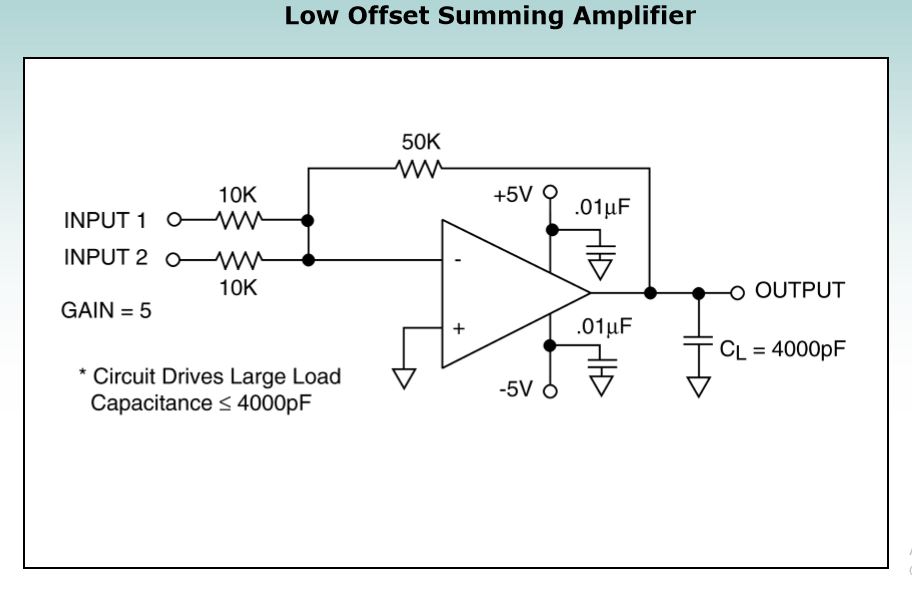 Low Offset Summing Amplifier
50K
10K
+5V
.01µF
INPUT 1
INPUT 2
-
10K
OUTPUT
GAIN = 5
+
.01µF
CL = 4000pF
* Circuit Drives Large Load
Capacitance ≤ 4000pF
-5V